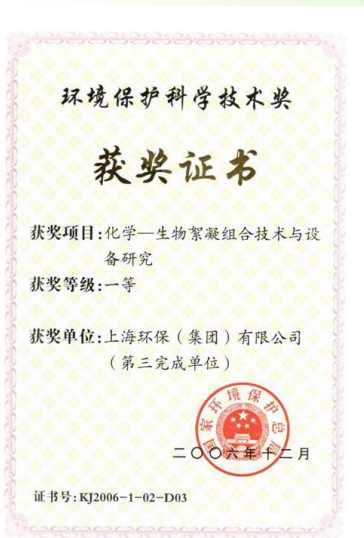 环境保护科学技术奖
获奖证书
获奖项目:化学—生物絮凝组合技术与设
备研究
获奖等级:一等
获奖单位:上海环保（集团）有限公司
（第三完成单位）
国家环境保护总局
二〇〇六年十二月
证书号:KJ2006-1-02-D03